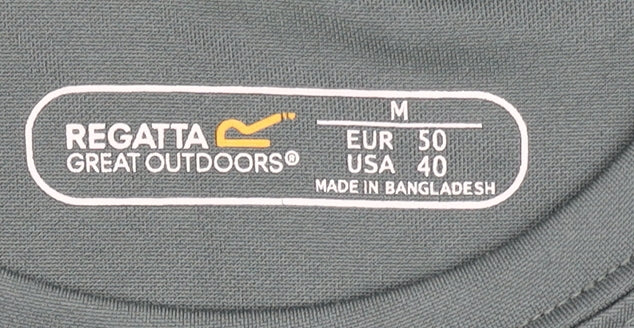 REGATTA
GREAT OUTDOORS®
M
EUR 50
USA 40
MADE IN BANGLADESH